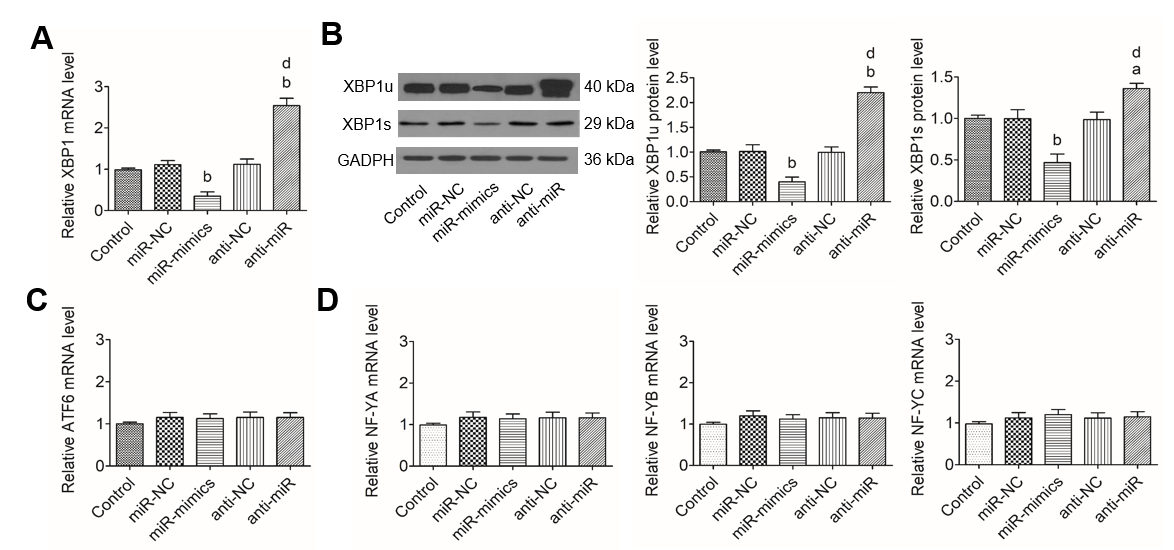 A
Relative XBP1 mRNA level
3
2
1
0
b
d
b
Control
miR-NC
miR-mimics
anti-NC
anti-miR
B
XBP1u
40 kDa
XBP1s
29 kDa
GADPH
36 kDa
Control
miR-NC
miR-mimics
anti-NC
anti-miR
Relative XBP1u protein level
2.5
2.0
1.5
1.0
0.5
0.0
b
d
b
Control
miR-NC
miR-mimics
anti-NC
anti-miR
Relative XBP1s protein level
1.5
1.0
0.5
0.0
b
d
a
Control
miR-NC
miR-mimics
anti-NC
anti-miR
C
Relative ATF6 mRNA level
3
2
1
0
Control
miR-NC
miR-mimics
anti-NC
anti-miR
D
Relative NF-YA mRNA level
3
2
1
0
Control
miR-NC
miR-mimics
anti-NC
anti-miR
Relative NF-YB mRNA level
3
2
1
0
Control
miR-NC
miR-mimics
anti-NC
anti-miR
Relative NF-YC mRNA level
3
2
1
0
Control
miR-NC
miR-mimics
anti-NC
anti-miR